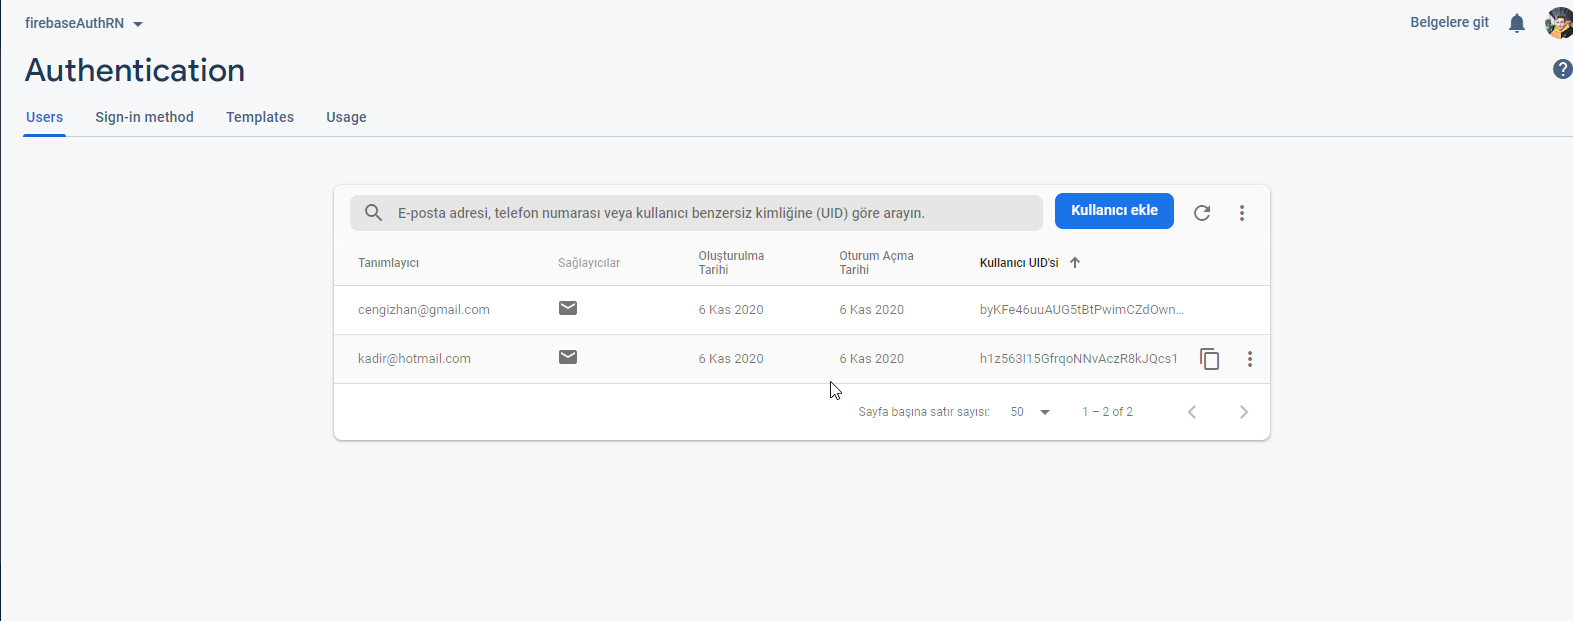 firebaseAuthRN
Belgelere git
Authentication
Users Sign-in method Templates Usage
E-posta adresi, telefon numarası veya kullanıcı benzersiz kimliğine (UID) göre arayın.
Kullanıcı ekle
Tanımlayıcı Sağlayıcılar Oluşturulma Tarihi Oturum Açma Tarihi Kullanıcı UID'si
cengizhan@gmail.com 6 Kas 2020 6 Kas 2020 byKFe46uuAUG5tBtPwimCZdOwn...
kadir@hotmail.com 6 Kas 2020 6 Kas 2020 h1z563I15GfrqoNNvAczR8kJQcs1
Sayfa başına satır sayısı: 50 1 – 2 of 2